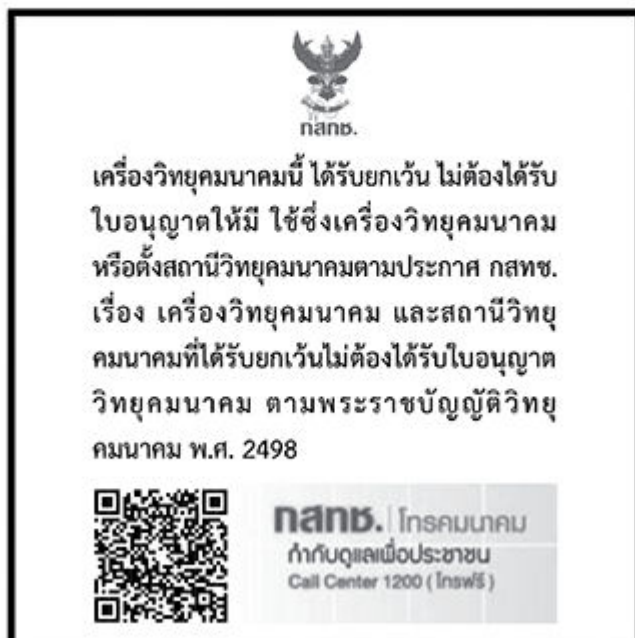 กสทช.
เครื่องวิทยุคมนาคมนี้ ได้รับยกเว้น ไม่ต้องได้รับ
ใบอนุญาตให้มี ใช้ซึ่งเครื่องวิทยุคมนาคม
หรือตั้งสถานีวิทยุคมนาคมตามประกาศ กสทช.
เรื่อง เครื่องวิทยุคมนาคม และสถานีวิทยุ
คมนาคมที่ได้รับยกเว้นไม่ต้องได้รับใบอนุญาต
วิทยุคมนาคม ตามพระราชบัญญัติวิทยุ
คมนาคม พ.ศ. 2498
กสทช. | โทรคมนาคม
กำกับดูแลเพื่อประชาชน
Call Center 1200 ( โทรฟรี )